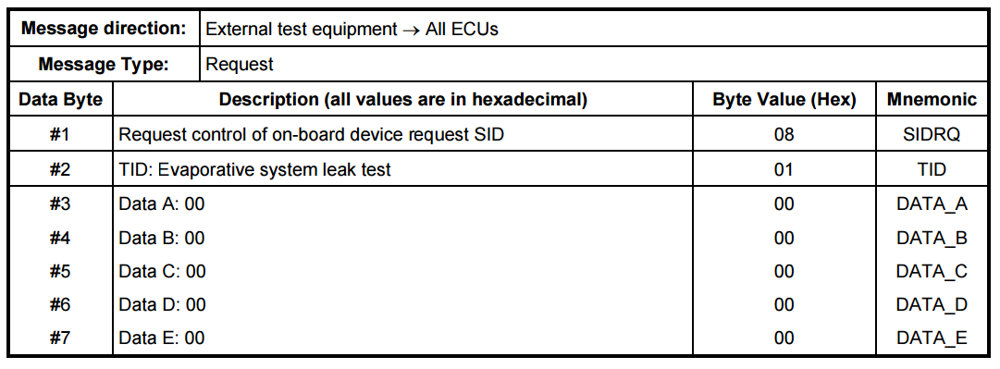 Message direction: External test equipment → All ECUs
Message Type: Request
Data Byte Description (all values are in hexadecimal) Byte Value (Hex) Mnemonic
#1 Request control of on-board device request SID 08 SIDRQ
#2 TID: Evaporative system leak test 01 TID
#3 Data A: 00 00 DATA_A
#4 Data B: 00 00 DATA_B
#5 Data C: 00 00 DATA_C
#6 Data D: 00 00 DATA_D
#7 Data E: 00 00 DATA_E